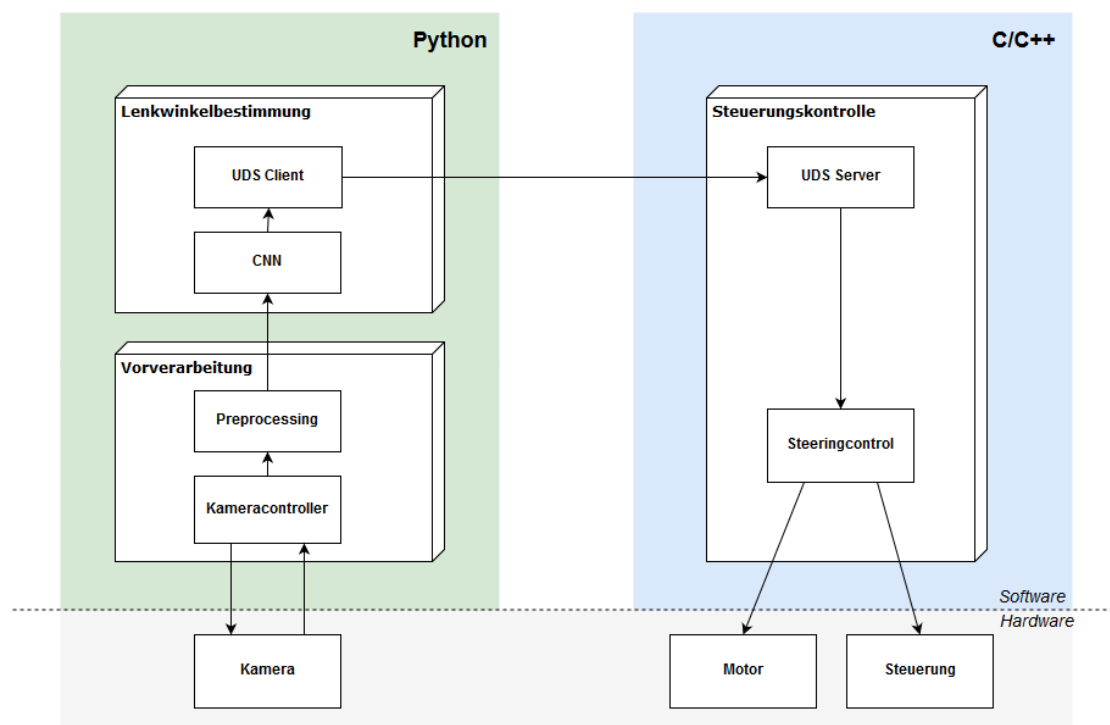 Python
C/C++
Lenkwinkelbestimmung
Steuerungskontrolle
UDS Client
UDS Server
CNN
Vorverarbeitung
Preprocessing
Steeringcontrol
Kameracontroller
Software
Hardware
Kamera
Motor
Steuerung